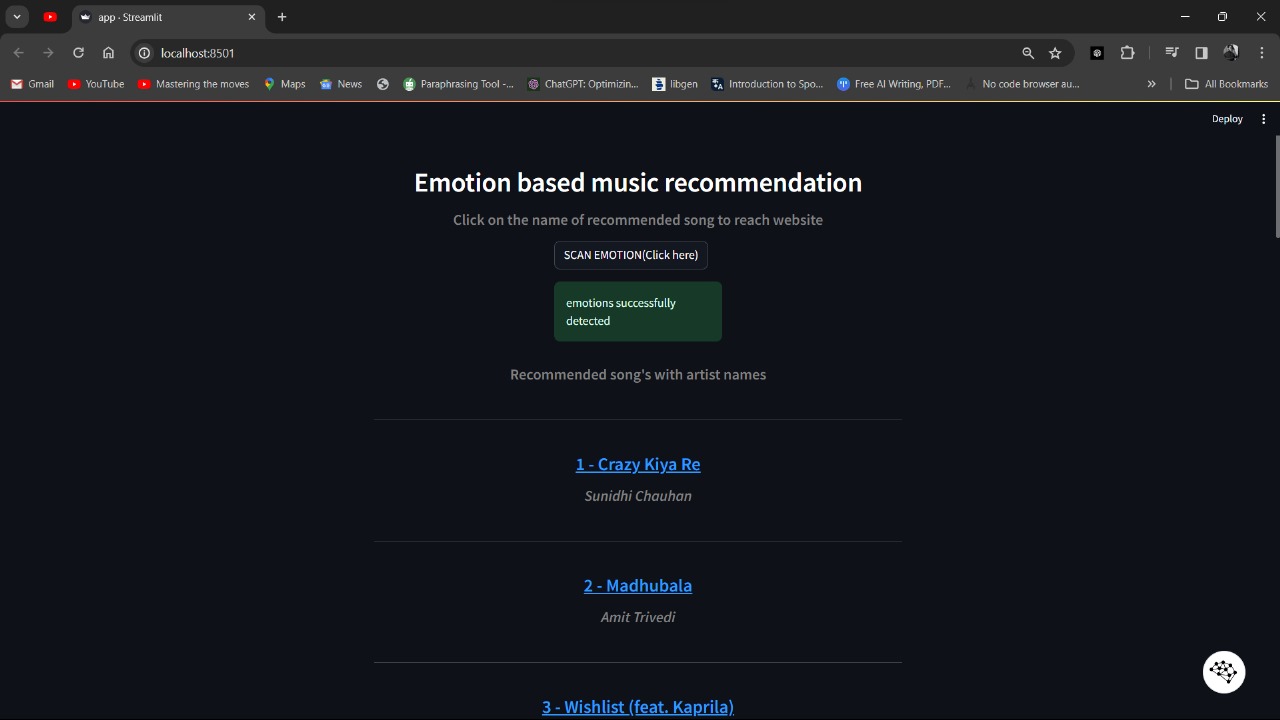 app · Streamlit
localhost:8501
Gmail
YouTube
Mastering the moves
Maps
News
Paraphrasing Tool -...
ChatGPT: Optimizin...
libgen
Introduction to Spo...
Free AI Writing, PDF...
No code browser au...
»
All Bookmarks
Deploy
Emotion based music recommendation
Click on the name of recommended song to reach website
SCAN EMOTION(Click here)
emotions successfully
detected
Recommended song's with artist names
1 - Crazy Kiya Re
Sunidhi Chauhan
2 - Madhubala
Amit Trivedi
3 - Wishlist (feat. Kaprila)